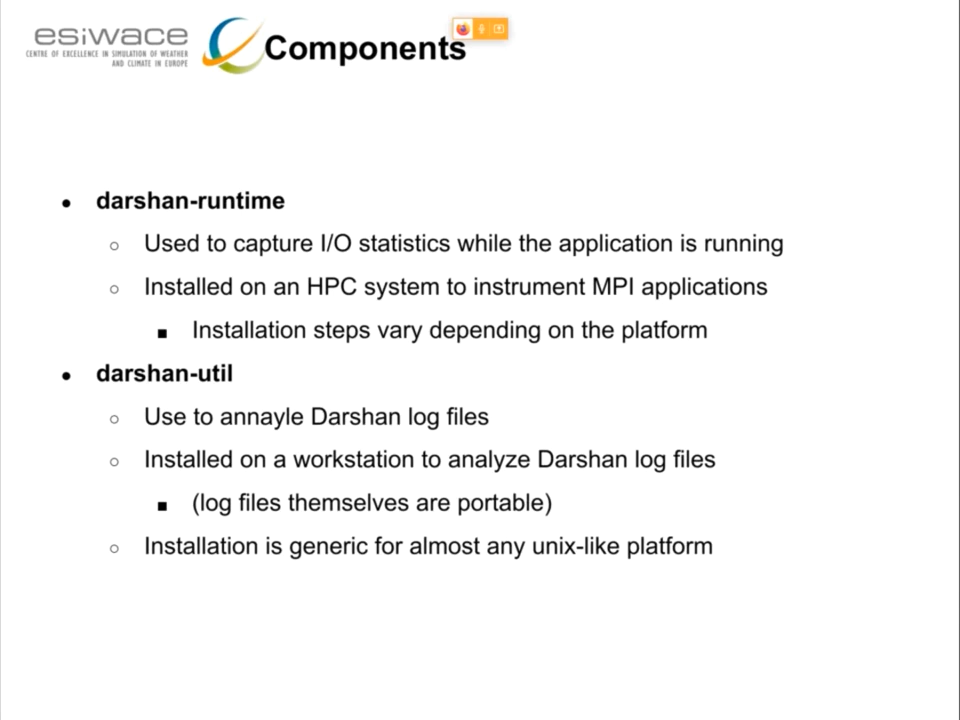 esiwace
CENTRE OF EXCELLENCE IN SIMULATION OF WEATHER
AND CLIMATE IN EUROPE
Components
● darshan-runtime
○ Used to capture I/O statistics while the application is running
○ Installed on an HPC system to instrument MPI applications
■ Installation steps vary depending on the platform
● darshan-util
○ Use to annayle Darshan log files
○ Installed on a workstation to analyze Darshan log files
■ (log files themselves are portable)
○ Installation is generic for almost any unix-like platform